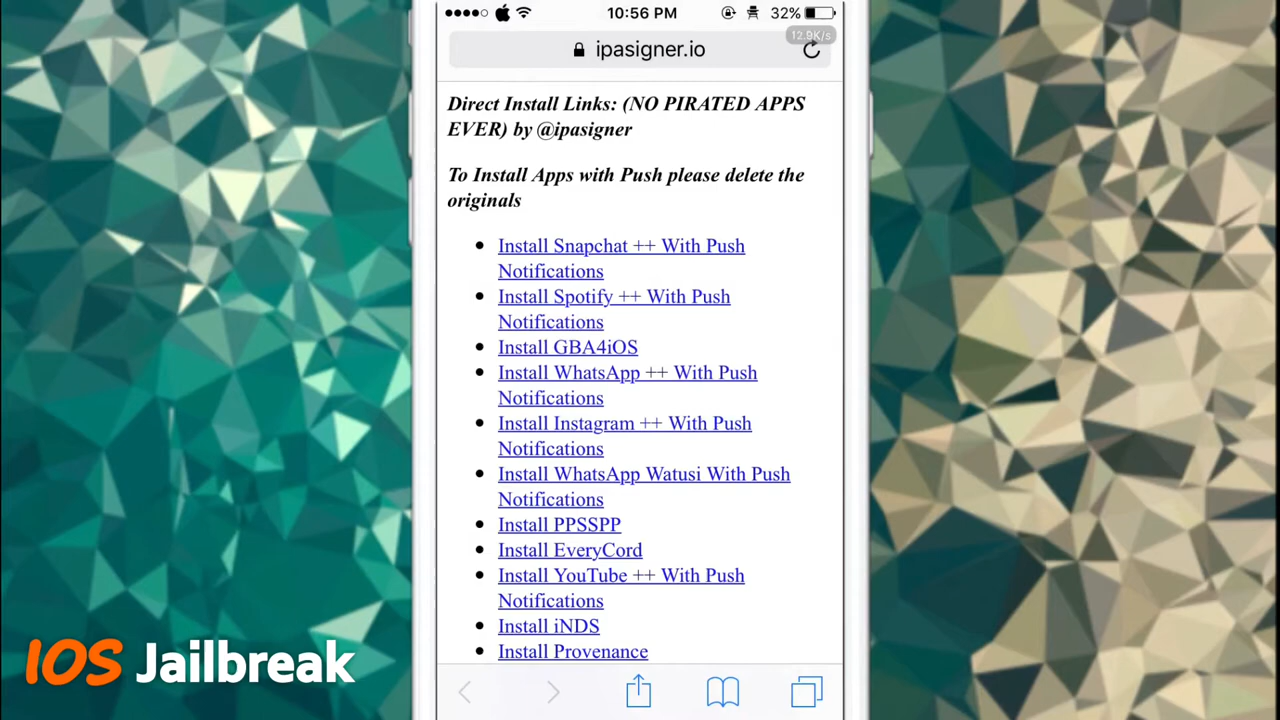 10:56 PM
32%
12.9K/s
ipasigner.io
Direct Install Links: (NO PIRATED APPS
EVER) by @ipasigner
To Install Apps with Push please delete the
originals
Install Snapchat ++ With Push
Notifications
Install Spotify ++ With Push
Notifications
Install GBA4iOS
Install WhatsApp ++ With Push
Notifications
Install Instagram ++ With Push
Notifications
Install WhatsApp Watusi With Push
Notifications
Install PPSSPP
Install EveryCord
Install YouTube ++ With Push
Notifications
Install iNDS
Install Provenance
IOS Jailbreak